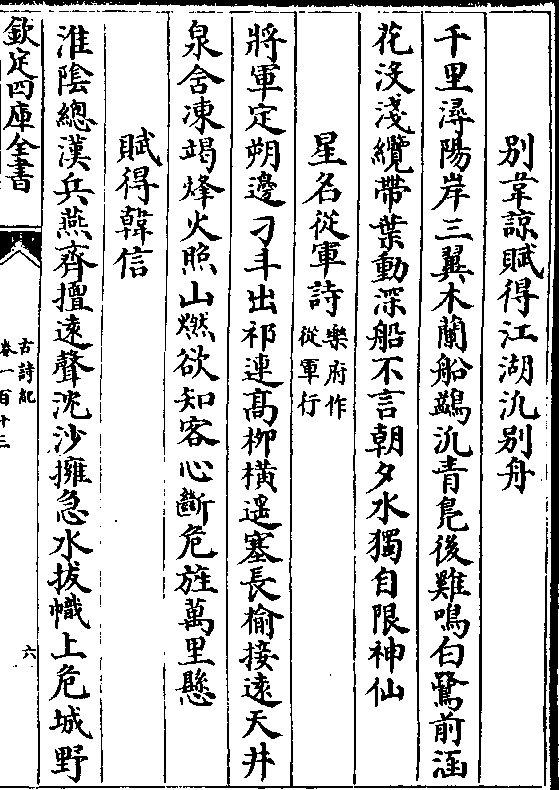 別韋諒賦得江湖汎別舟
千里潯陽岸三翼木蘭船鷁汎青鳧後雞鳴白鷺前涵
花沒淺纜帶葉動深船不言朝夕水獨自限神仙
星名從軍詩樂府作
從軍行
將軍定朔邊刁斗出祁連髙柳橫遥塞長榆接遠天井
泉含凍竭烽火照山燃欲知客心斷危旌萬里懸
賦得韓信
淮陰總漢兵燕齊擅遠聲沈沙擁急水拔幟上危城野
欽定四庫全書
古詩紀
卷一百十三
六